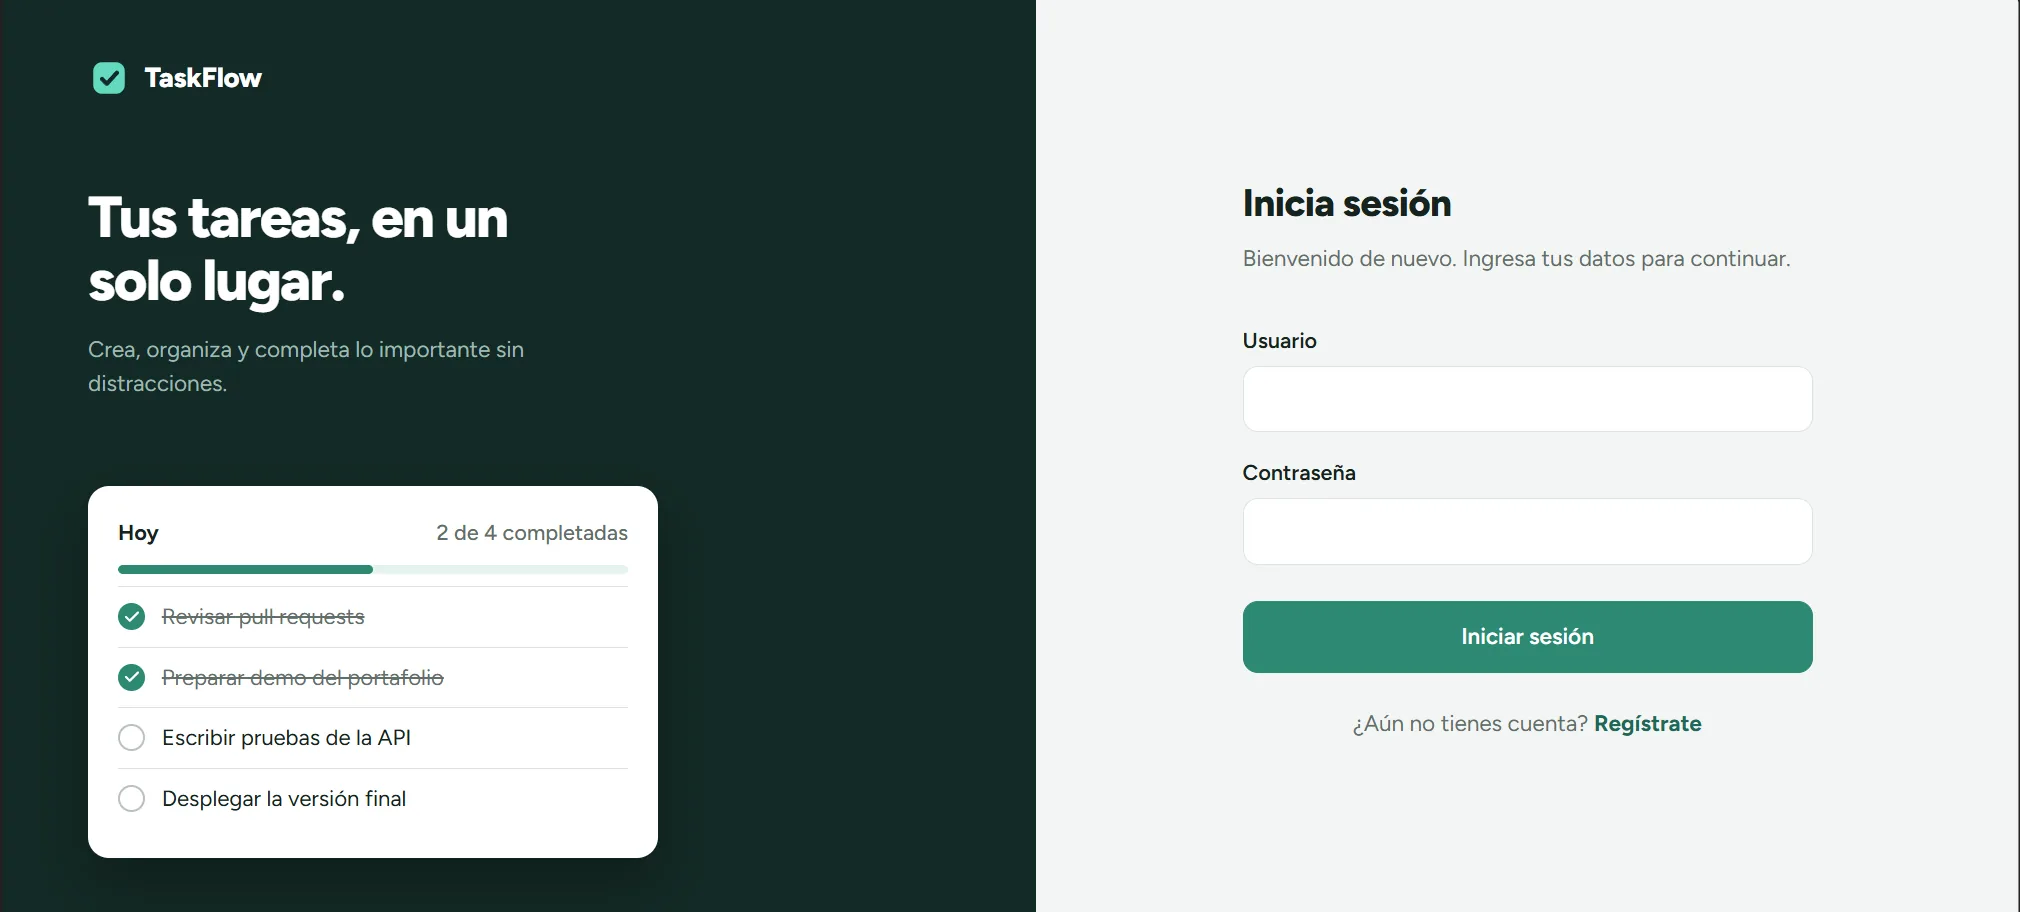 TaskFlow
Tus tareas, en un
solo lugar.
Crea, organiza y completa lo importante sin
distracciones.
Hoy
2 de 4 completadas
Revisar pull requests
Preparar demo del portafolio
Escribir pruebas de la API
Desplegar la versión final
Inicia sesión
Bienvenido de nuevo. Ingresa tus datos para continuar.
Usuario
Contraseña
Iniciar sesión
¿Aún no tienes cuenta? Regístrate